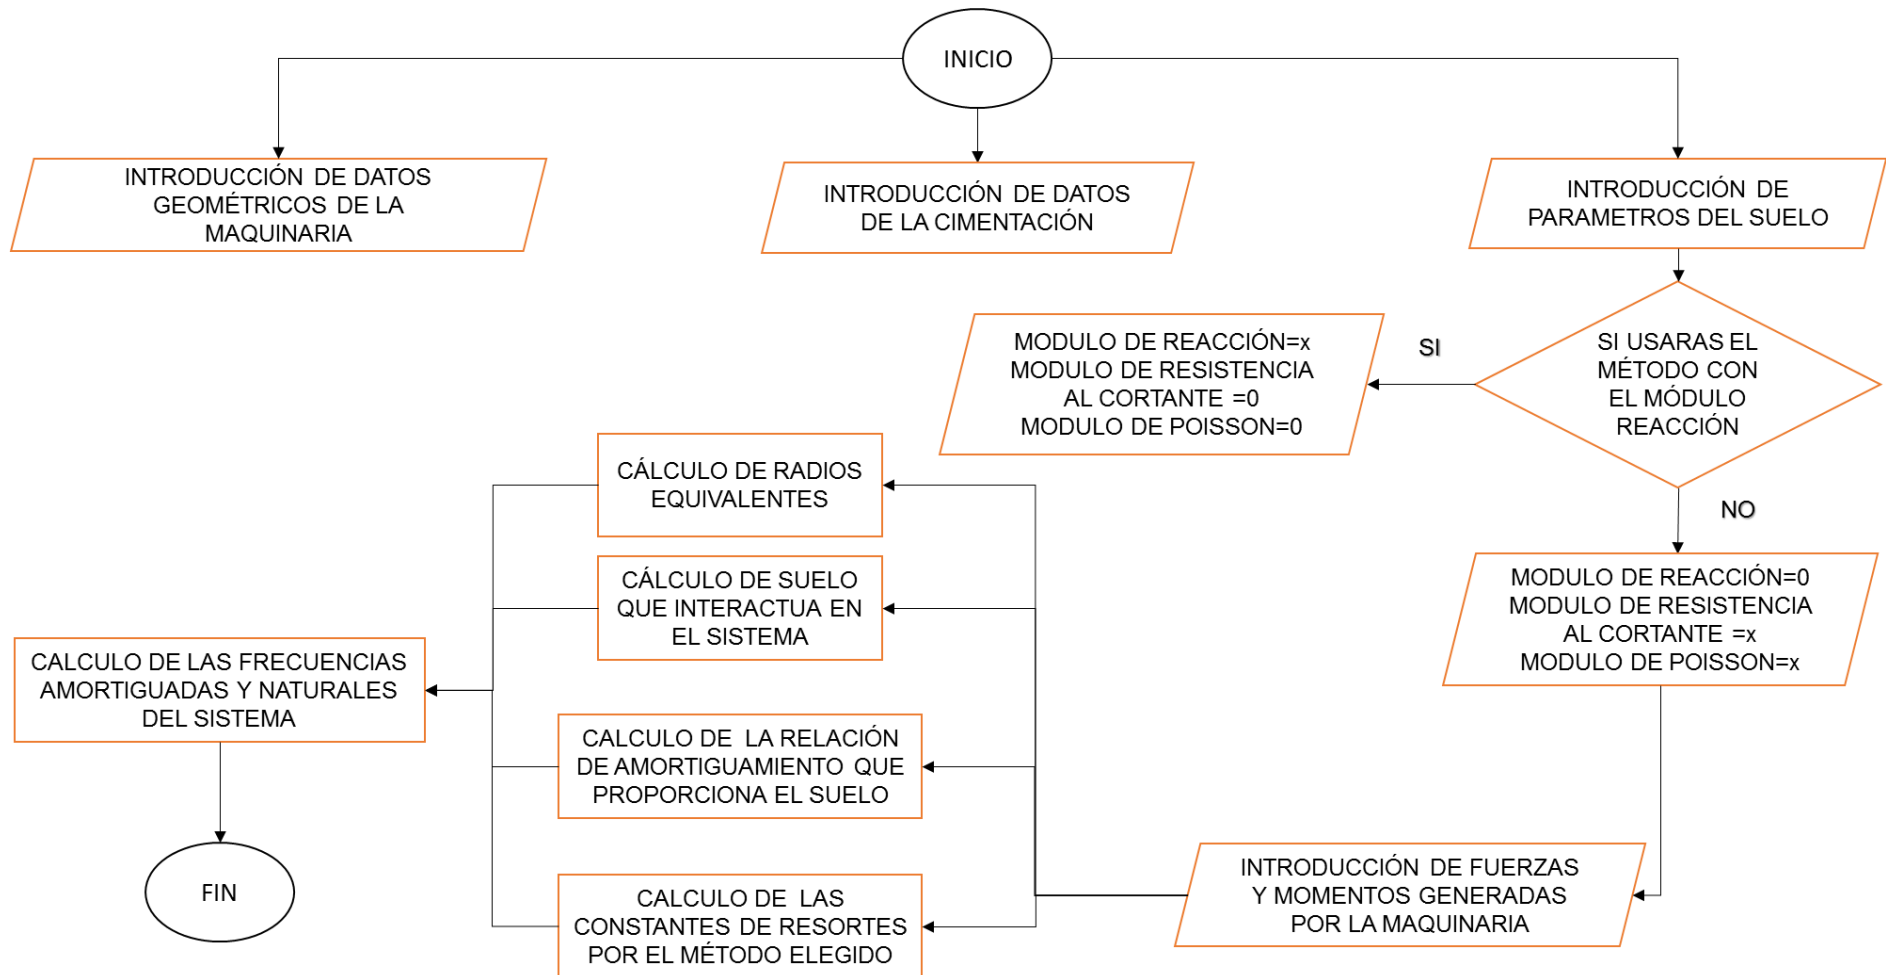 INICIO
INTRODUCCIÓN DE DATOS
GEOMÉTRICOS DE LA
MAQUINARIA
INTRODUCCIÓN DE DATOS
DE LA CIMENTACIÓN
INTRODUCCIÓN DE
PARAMETROS DEL SUELO
SI USARAS EL
MÉTODO CON
EL MÓDULO
REACCIÓN
SI
MODULO DE REACCIÓN=x
MODULO DE RESISTENCIA
AL CORTANTE =0
MODULO DE POISSON=0
NO
MODULO DE REACCIÓN=0
MODULO DE RESISTENCIA
AL CORTANTE =x
MODULO DE POISSON=x
INTRODUCCIÓN DE FUERZAS
Y MOMENTOS GENERADAS
POR LA MAQUINARIA
CÁLCULO DE RADIOS
EQUIVALENTES
CÁLCULO DE SUELO
QUE INTERACTUA EN
EL SISTEMA
CALCULO DE LA RELACIÓN
DE AMORTIGUAMIENTO QUE
PROPORCIONA EL SUELO
CALCULO DE LAS
CONSTANTES DE RESORTES
POR EL MÉTODO ELEGIDO
CALCULO DE LAS FRECUENCIAS
AMORTIGUADAS Y NATURALES
DEL SISTEMA
FIN